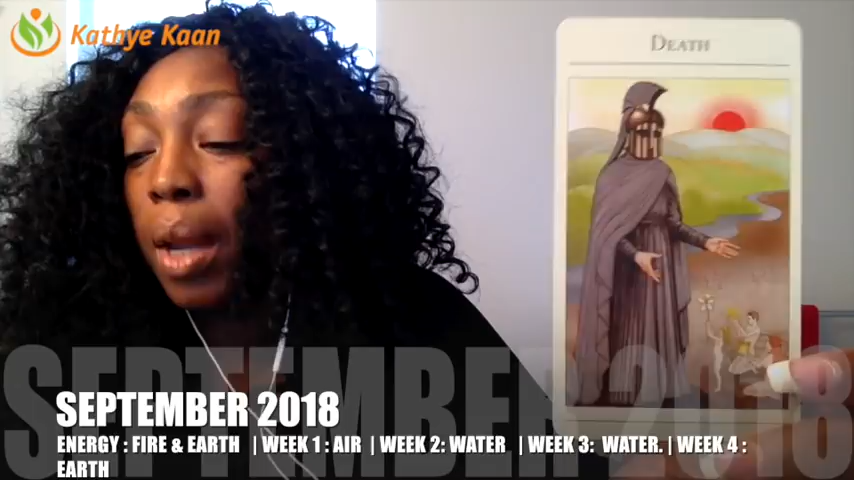 Kathye Kaan
DEATH
SEPTEMBER 2018
SEPTEMBER 2018
ENERGY : FIRE & EARTH | WEEK 1 : AIR | WEEK 2: WATER | WEEK 3: WATER. | WEEK 4 :
EARTH